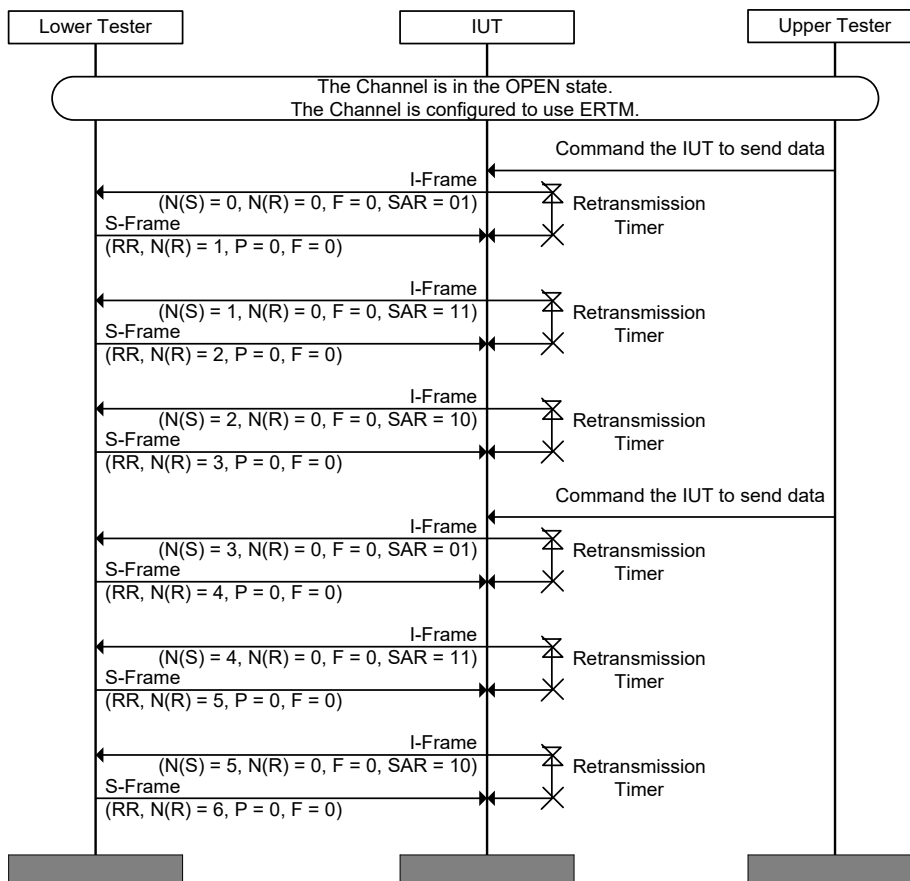 Lower Tester
IUT
Upper Tester
The Channel is in the OPEN state.
The Channel is configured to use ERTM.
Command the IUT to send data
I-Frame
(N(S) = 0, N(R) = 0, F = 0, SAR = 01)
Retransmission
Timer
S-Frame
(RR, N(R) = 1, P = 0, F = 0)
I-Frame
(N(S) = 1, N(R) = 0, F = 0, SAR = 11)
Retransmission
Timer
S-Frame
(RR, N(R) = 2, P = 0, F = 0)
I-Frame
(N(S) = 2, N(R) = 0, F = 0, SAR = 10)
Retransmission
Timer
S-Frame
(RR, N(R) = 3, P = 0, F = 0)
Command the IUT to send data
I-Frame
(N(S) = 3, N(R) = 0, F = 0, SAR = 01)
Retransmission
Timer
S-Frame
(RR, N(R) = 4, P = 0, F = 0)
I-Frame
(N(S) = 4, N(R) = 0, F = 0, SAR = 11)
Retransmission
Timer
S-Frame
(RR, N(R) = 5, P = 0, F = 0)
I-Frame
(N(S) = 5, N(R) = 0, F = 0, SAR = 10)
Retransmission
Timer
S-Frame
(RR, N(R) = 6, P = 0, F = 0)